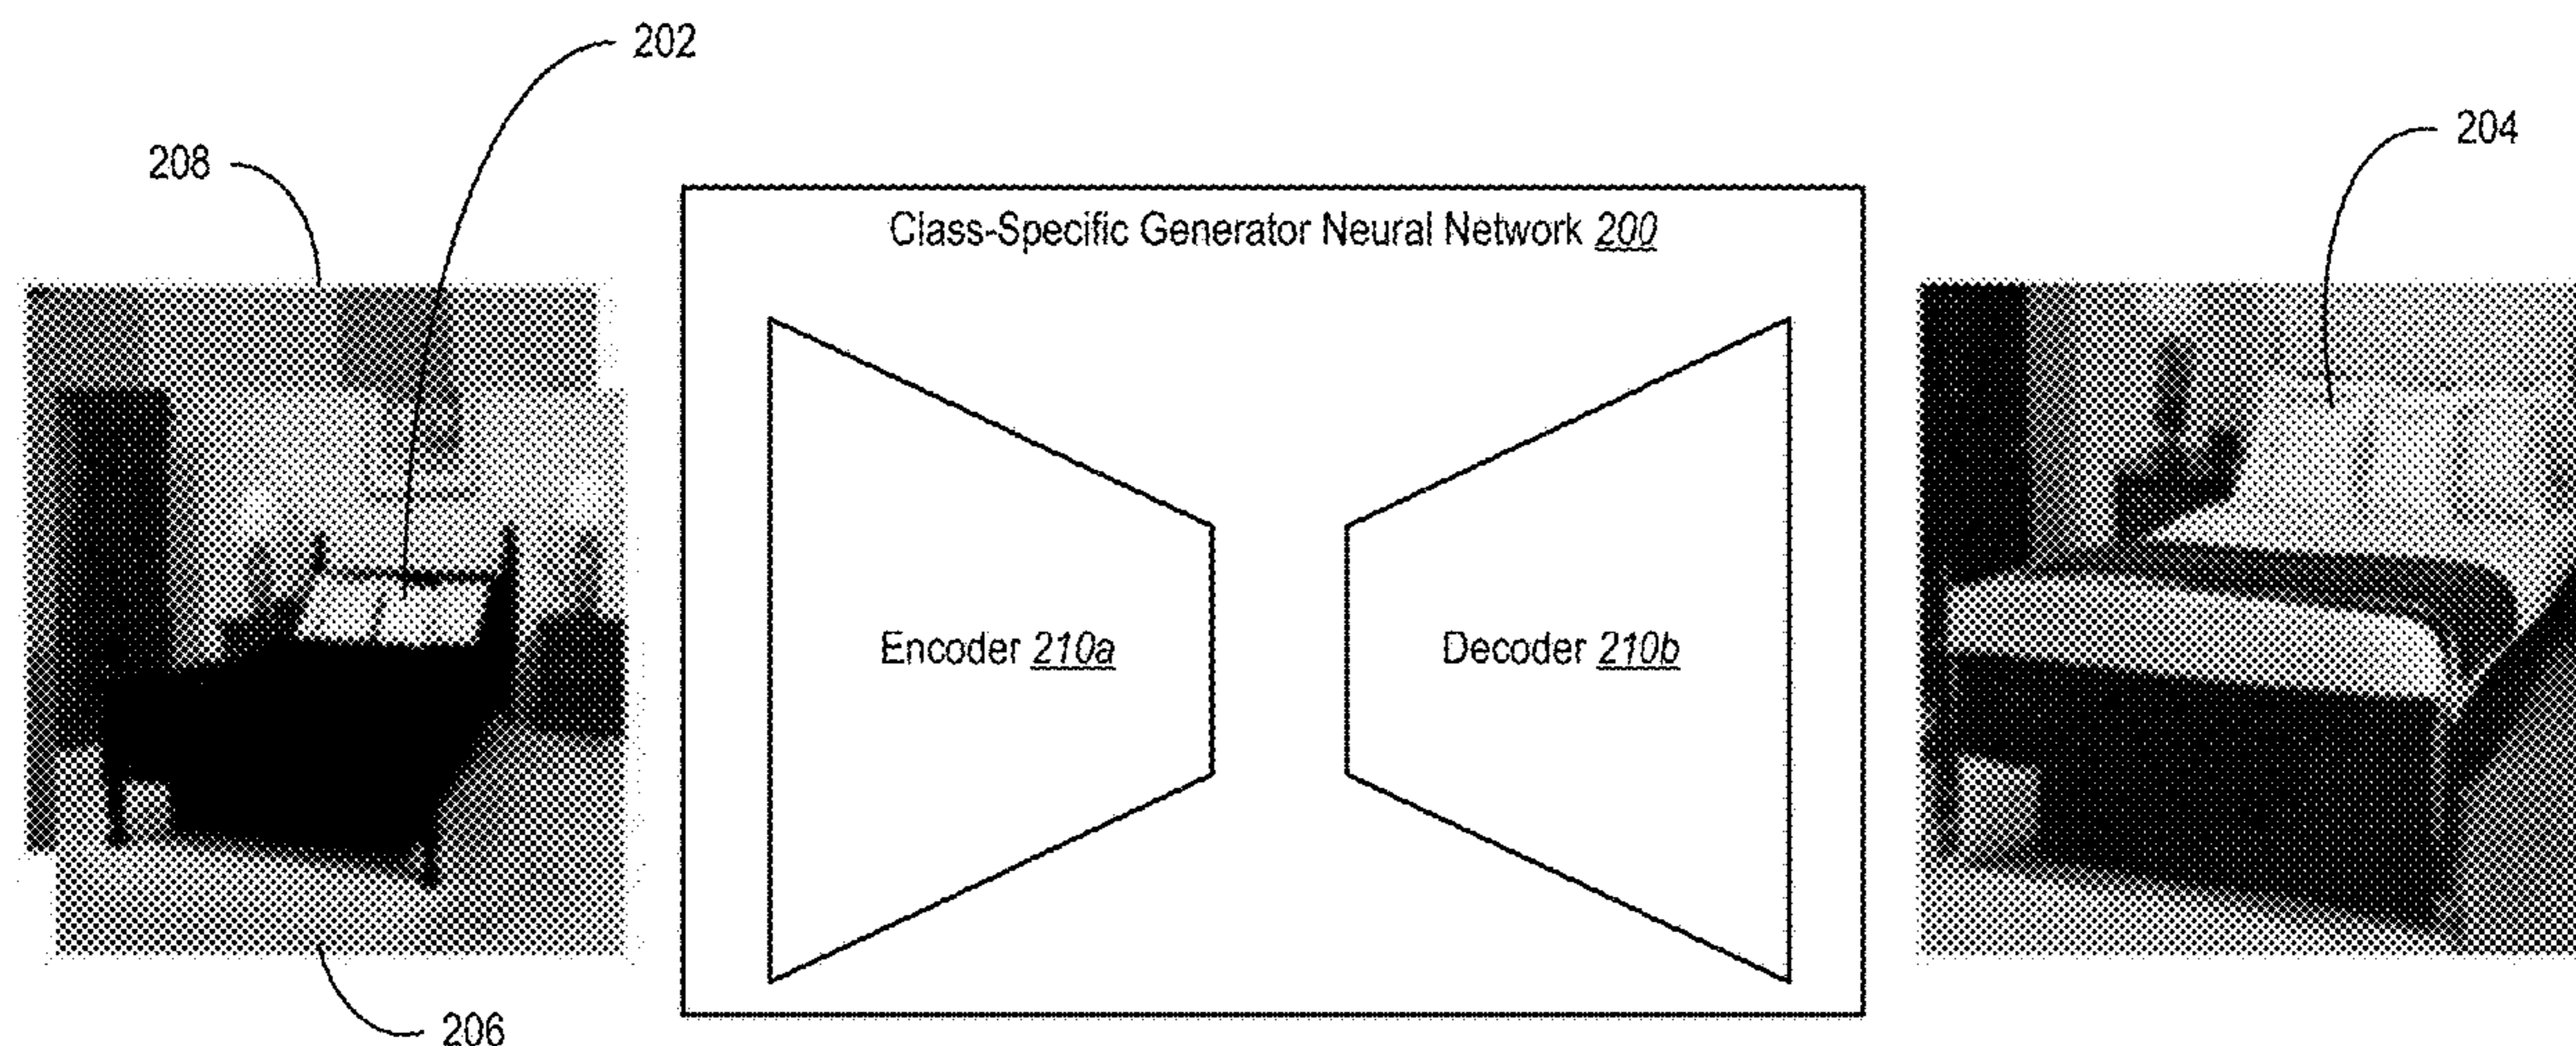 202
204
208
Class-Specific Generator Neural Network 200
Encoder 210a
Decoder 210b
206